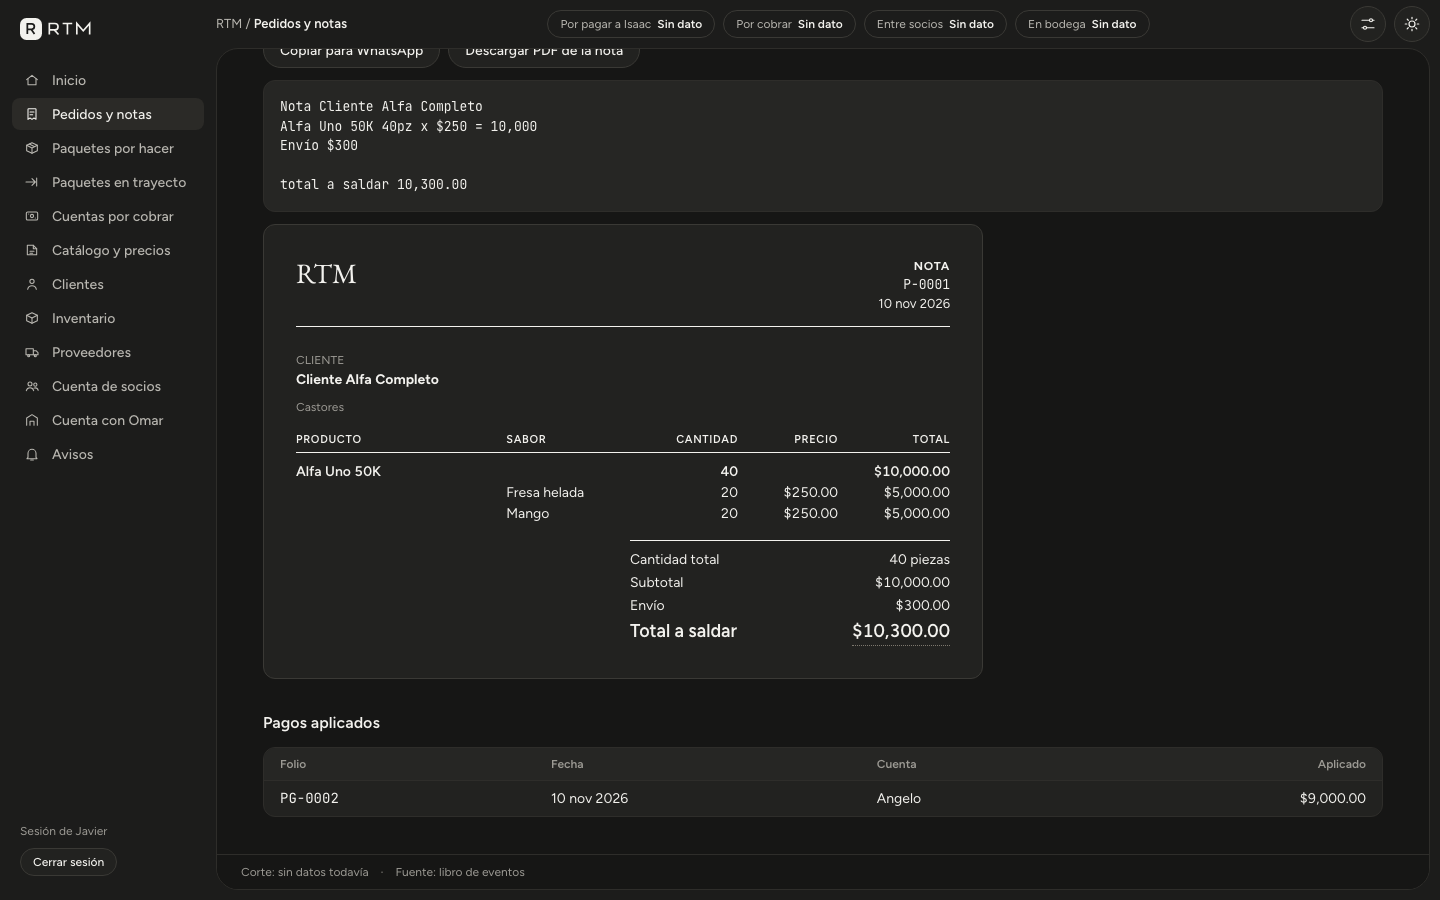 R RTM
RTM / Pedidos y notas
Por pagar a Isaac Sin dato
Por cobrar Sin dato
Entre socios Sin dato
En bodega Sin dato
Inicio
Pedidos y notas
Paquetes por hacer
Paquetes en trayecto
Cuentas por cobrar
Catálogo y precios
Clientes
Inventario
Proveedores
Cuenta de socios
Cuenta con Omar
Avisos
Sesión de Javier
Cerrar sesión
Copiar para WhatsApp
Descargar PDF de la nota
Nota Cliente Alfa Completo
Alfa Uno 50K 40pz x $250 = 10,000
Envío $300
total a saldar 10,300.00
RTM
NOTA
P-0001
10 nov 2026
CLIENTE
Cliente Alfa Completo
Castores
PRODUCTO SABOR CANTIDAD PRECIO TOTAL
Alfa Uno 50K 40 $10,000.00
Fresa helada 20 $250.00 $5,000.00
Mango 20 $250.00 $5,000.00
Cantidad total 40 piezas
Subtotal $10,000.00
Envío $300.00
Total a saldar $10,300.00
Pagos aplicados
Folio Fecha Cuenta Aplicado
PG-0002 10 nov 2026 Angelo $9,000.00
Corte: sin datos todavía · Fuente: libro de eventos